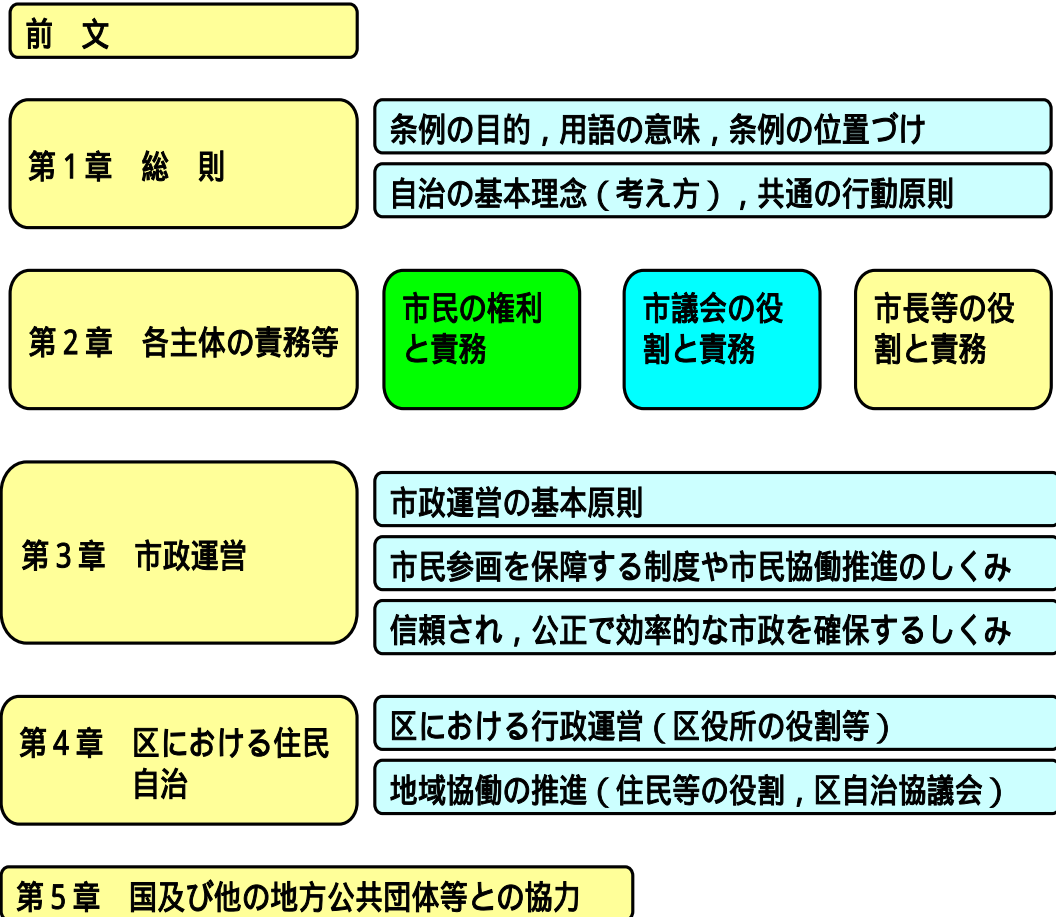 前　文
第１章　総　則
条例の目的，用語の意味，条例の位置づけ
自治の基本理念（考え方），共通の行動原則
第２章　各主体の責務等
市民の権利
と責務
市議会の役
割と責務
市長等の役
割と責務
第３章　市政運営
市政運営の基本原則
市民参画を保障する制度や市民協働推進のしくみ
信頼され，公正で効率的な市政を確保するしくみ
第４章　区における住民
自治
区における行政運営（区役所の役割等）
地域協働の推進（住民等の役割，区自治協議会）
第５章　国及び他の地方公共団体等との協力